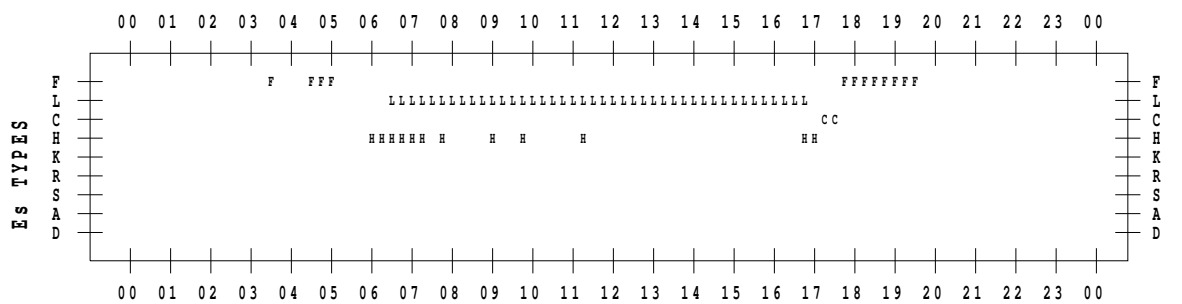 00 01 02 03 04 05 06 07 08 09 10 11 12 13 14 15 16 17 18 19 20 21 22 23 00
F F FFF FFFFFFFF F
L LLLLLLLLLLLLLLLLLLLLLLLLLLLLLLLLLLLLLLLLLL L
C CC C
H HHHHHH H H H H HH H
K K
R R
S S
A A
D D
Es TYPES
00 01 02 03 04 05 06 07 08 09 10 11 12 13 14 15 16 17 18 19 20 21 22 23 00